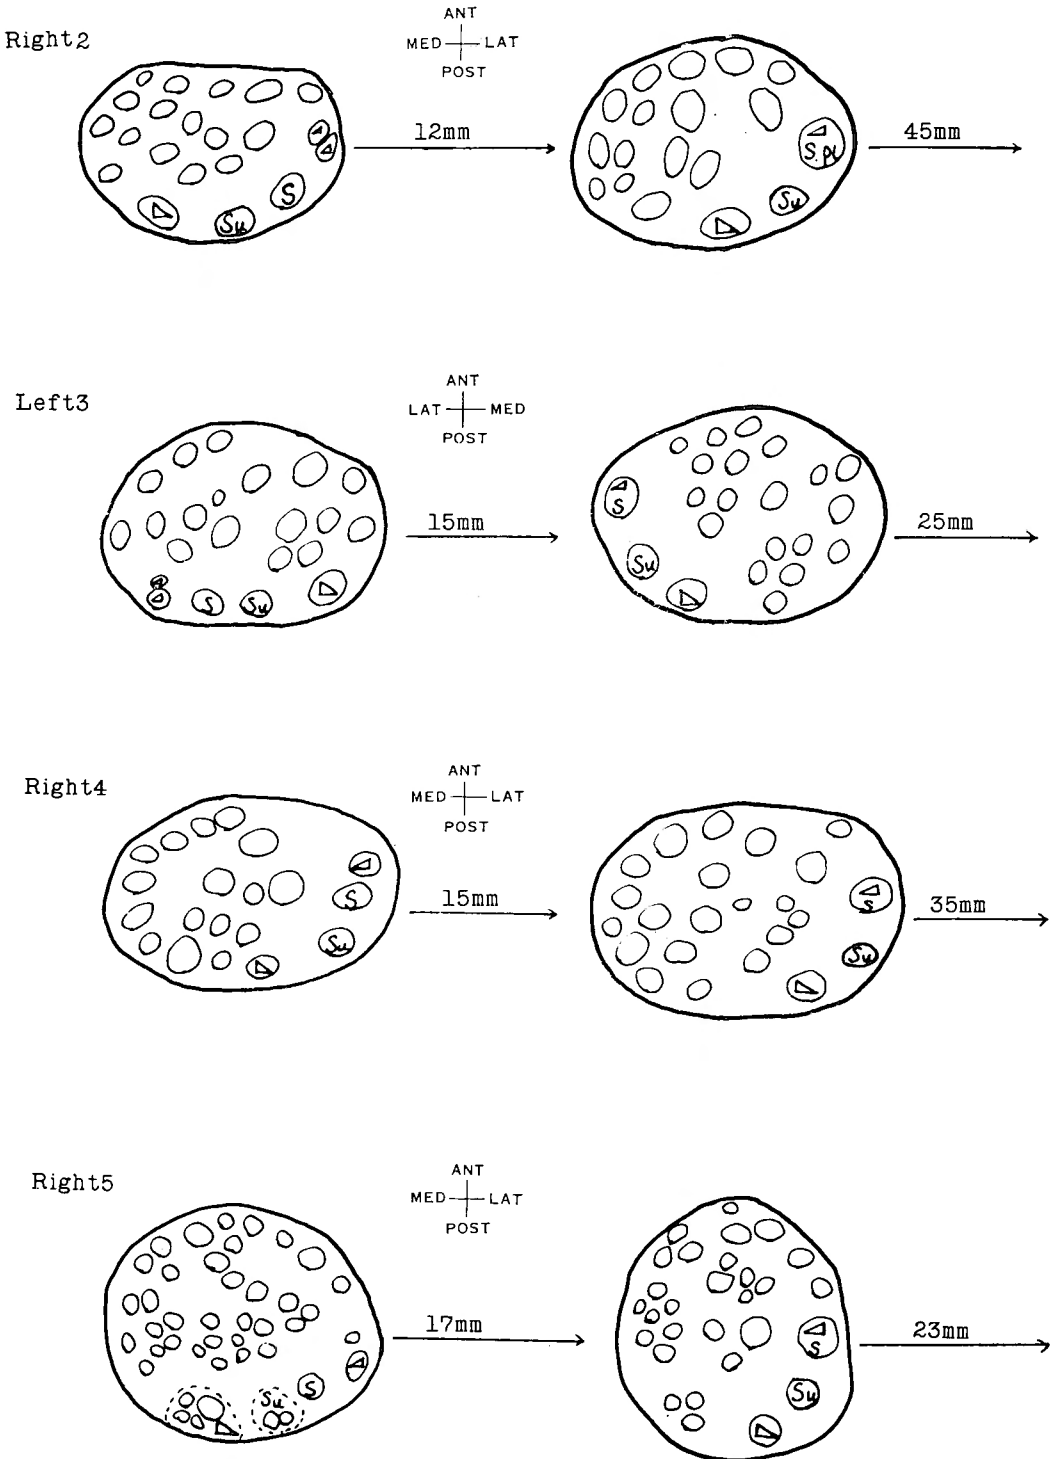 Right2
ANT
MED LAT
POST
S
Su
12mm
S.pl
Su
45mm
Left3
ANT
LAT MED
POST
S
Su
15mm
S
Su
25mm
Right4
ANT
MED LAT
POST
S
Su
15mm
S
Su
35mm
Right5
ANT
MED LAT
POST
S
Su
17mm
S
Su
23mm